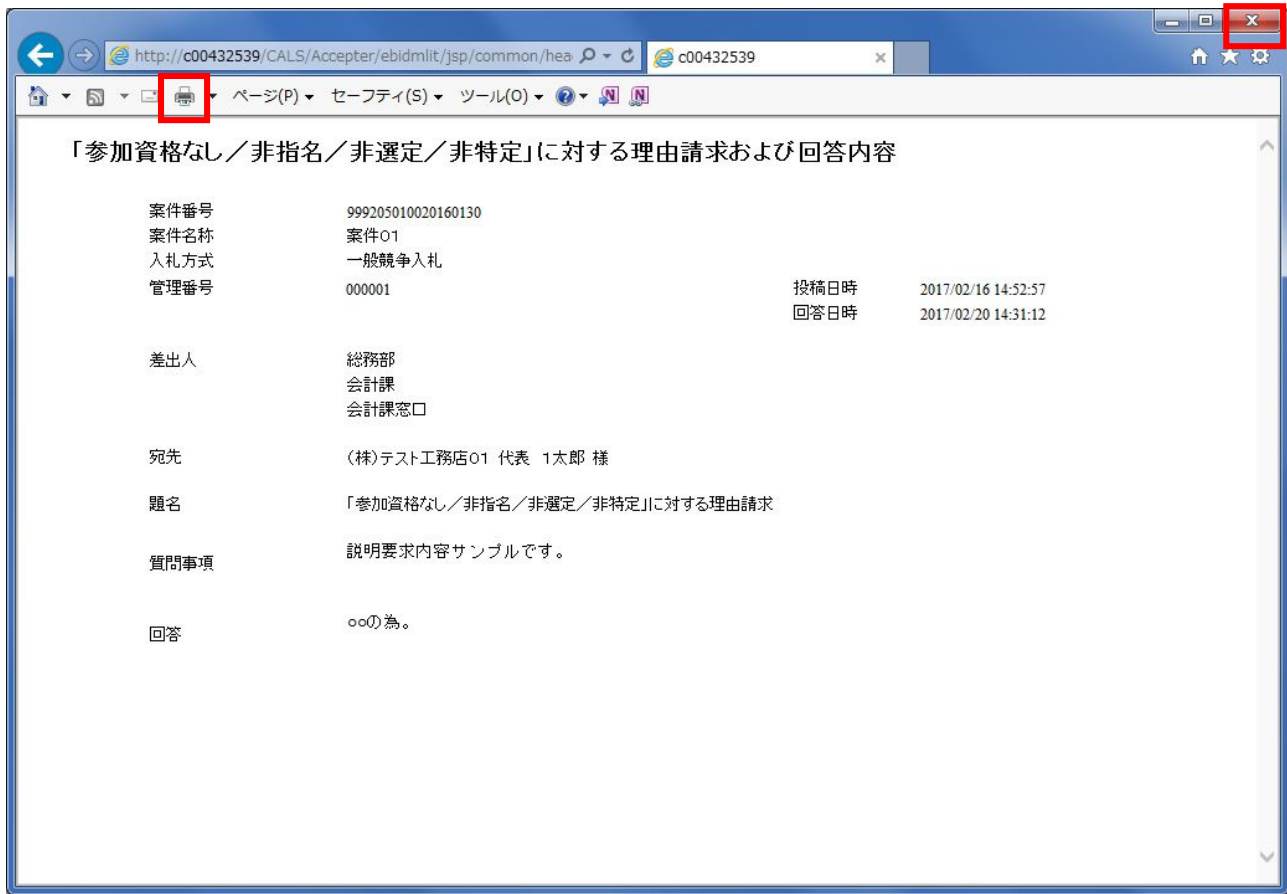 http://c00432539/CALS/Accepter/ebidmlit/jsp/common/hea
c00432539
ページ(P) セーフティ(S) ツール(O)
「参加資格なし／非指名／非選定／非特定」に対する理由請求および回答内容
案件番号 999205010020160130
案件名称 案件01
入札方式 一般競争入札
管理番号 000001 投稿日時 2017/02/16 14:52:57
回答日時 2017/02/20 14:31:12
差出人 総務部
会計課
会計課窓口
宛先 (株)テスト工務店01 代表 1太郎 様
題名 「参加資格なし／非指名／非選定／非特定」に対する理由請求
質問事項 説明要求内容サンプルです。
回答 ○○の為。